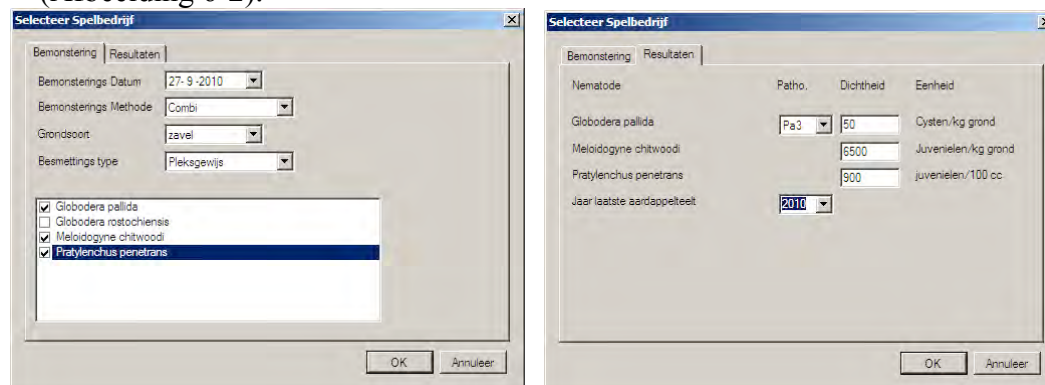 (Afbeelding 6-2).
Selecteer Spelbedrijf
Bemonstering Resultaten
Bemonsterings Datum 27- 9 -2010
Bemonsterings Methode Combi
Grondsoort zavel
Besmettings type Pleksgewijs
Globodera pallida
Globodera rostochiensis
Meloidogyne chitwoodi
Pratylenchus penetrans
OK Annuleer
Selecteer Spelbedrijf
Bemonstering Resultaten
Nematode Patho. Dichtheid Eenheid
Globodera pallida Pa3 50 Cysten/kg grond
Meloidogyne chitwoodi 6500 Juvenielen/kg grond
Pratylenchus penetrans 900 juvenielen/100 cc
Jaar laatste aardappelteelt 2010
OK Annuleer